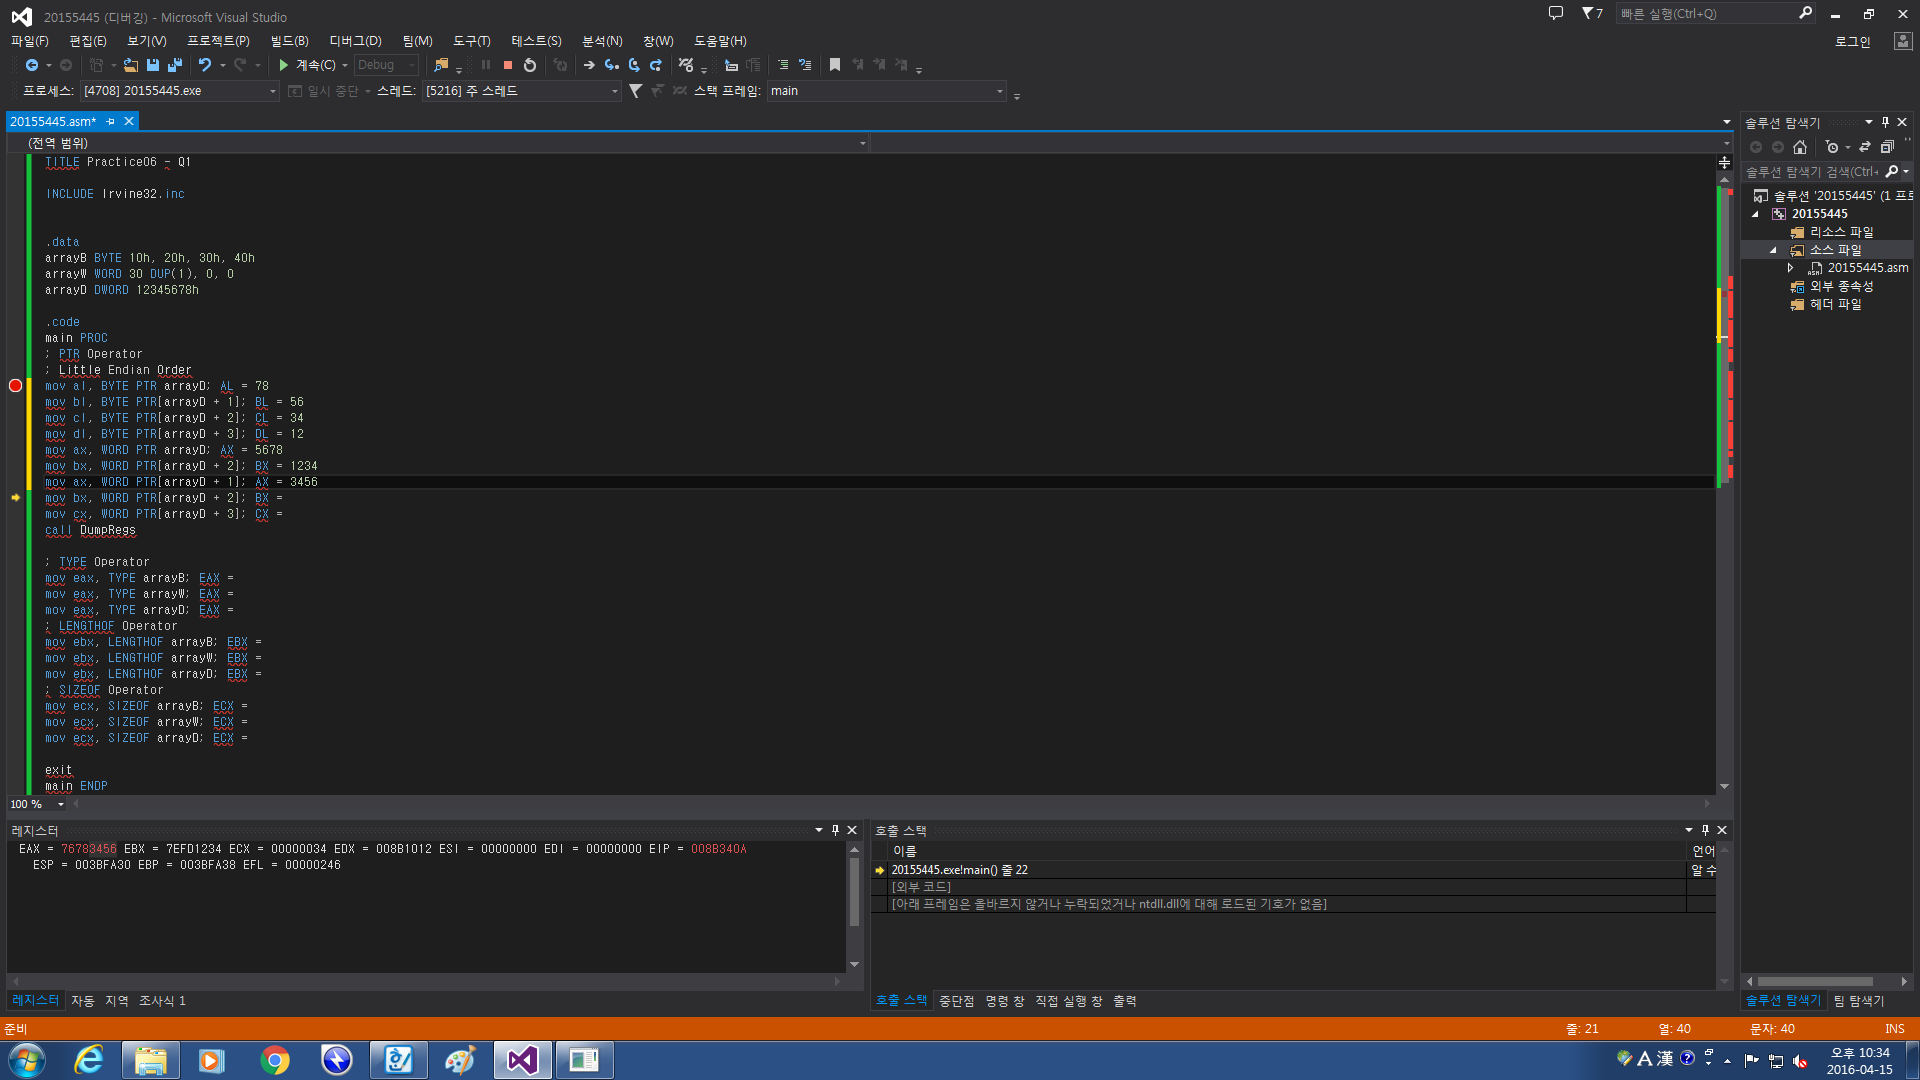 20155445 (디버깅) - Microsoft Visual Studio
7
빠른 실행(Ctrl+Q)
파일(F) 편집(E) 보기(V) 프로젝트(P) 빌드(B) 디버그(D) 팀(M) 도구(T) 테스트(S) 분석(N) 창(W) 도움말(H)
로그인
계속(C) Debug
프로세스: [4708] 20155445.exe 일시 중단 스레드: [5216] 주 스레드 스택 프레임: main
20155445.asm*
(전역 범위)
TITLE Practice06 - Q1
INCLUDE Irvine32.inc
.data
arrayB BYTE 10h, 20h, 30h, 40h
arrayW WORD 30 DUP(1), 0, 0
arrayD DWORD 12345678h
.code
main PROC
; PTR Operator
; Little Endian Order
mov al, BYTE PTR arrayD; AL = 78
mov bl, BYTE PTR[arrayD + 1]; BL = 56
mov cl, BYTE PTR[arrayD + 2]; CL = 34
mov dl, BYTE PTR[arrayD + 3]; DL = 12
mov ax, WORD PTR arrayD; AX = 5678
mov bx, WORD PTR[arrayD + 2]; BX = 1234
mov ax, WORD PTR[arrayD + 1]; AX = 3456
mov bx, WORD PTR[arrayD + 2]; BX =
mov cx, WORD PTR[arrayD + 3]; CX =
call DumpRegs
; TYPE Operator
mov eax, TYPE arrayB; EAX =
mov eax, TYPE arrayW; EAX =
mov eax, TYPE arrayD; EAX =
; LENGTHOF Operator
mov ebx, LENGTHOF arrayB; EBX =
mov ebx, LENGTHOF arrayW; EBX =
mov ebx, LENGTHOF arrayD; EBX =
; SIZEOF Operator
mov ecx, SIZEOF arrayB; ECX =
mov ecx, SIZEOF arrayW; ECX =
mov ecx, SIZEOF arrayD; ECX =
exit
main ENDP
100 %
솔루션 탐색기
솔루션 탐색기 검색(Ctrl+
솔루션 '20155445' (1 프로
20155445
리소스 파일
소스 파일
20155445.asm
외부 종속성
헤더 파일
레지스터
EAX = 76783456 EBX = 7EFD1234 ECX = 00000034 EDX = 008B1012 ESI = 00000000 EDI = 00000000 EIP = 008B340A
ESP = 003BFA30 EBP = 003BFA38 EFL = 00000246
레지스터 자동 지역 조사식 1
호출 스택
이름 언어
20155445.exe!main() 줄 22 알 수
[외부 코드]
[아래 프레임은 올바르지 않거나 누락되었거나 ntdll.dll에 대해 로드된 기호가 없음]
호출 스택 중단점 명령 창 직접 실행 창 출력
솔루션 탐색기 팀 탐색기
준비 줄: 21 열: 40 문자: 40 INS
A 漢
오후 10:34
2016-04-15